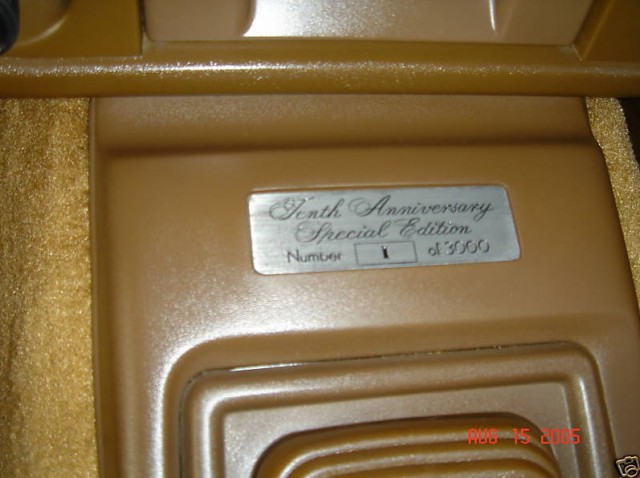 Tenth Anniversary
Special Edition
Number 1 of 3000
AUG 15 2005